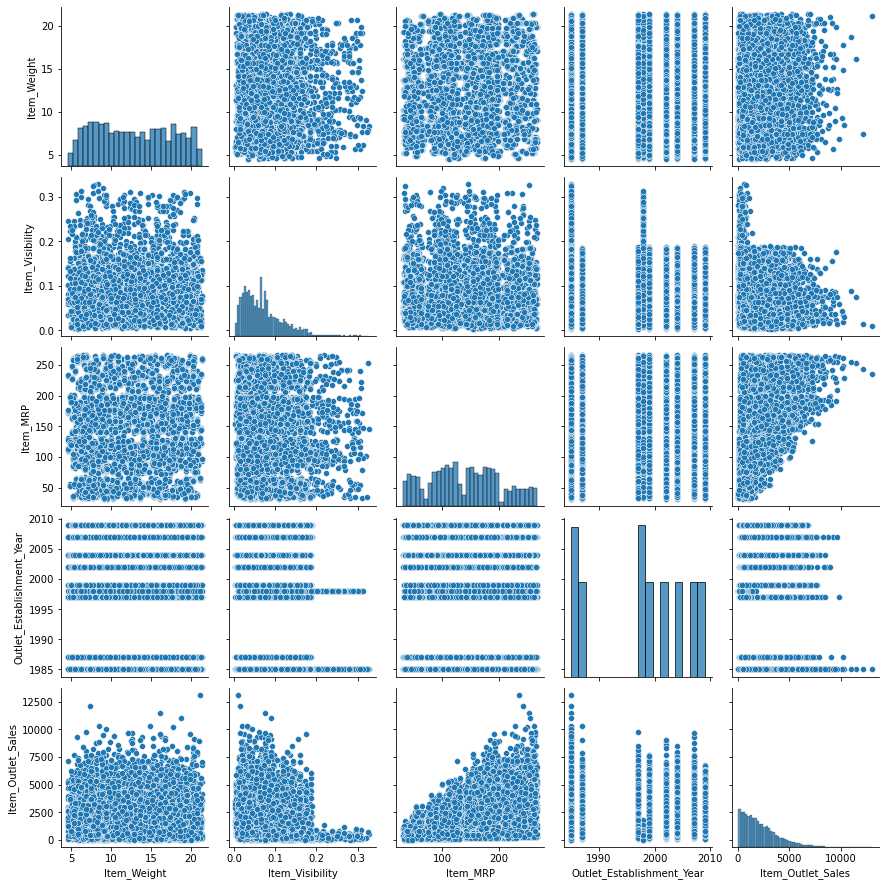 20
15
10
5
Item_Weight
0.3
0.2
0.1
0.0
Item_Visibility
250
200
150
100
50
Item_MRP
2010
2005
2000
1995
1990
1985
Outlet_Establishment_Year
12500
10000
7500
5000
2500
0
Item_Outlet_Sales
5 10 15 20
Item_Weight
0.0 0.1 0.2 0.3
Item_Visibility
100 200
Item_MRP
1990 2000 2010
Outlet_Establishment_Year
0 5000 10000
Item_Outlet_Sales